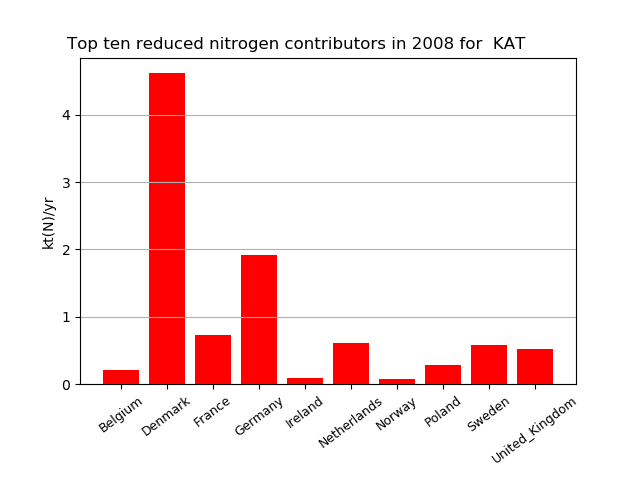 Top ten reduced nitrogen contributors in 2008 for  KAT
kt(N)/yr
4
3
2
1
0
Belgium
Denmark
France
Germany
Ireland
Netherlands
Norway
Poland
Sweden
United_Kingdom